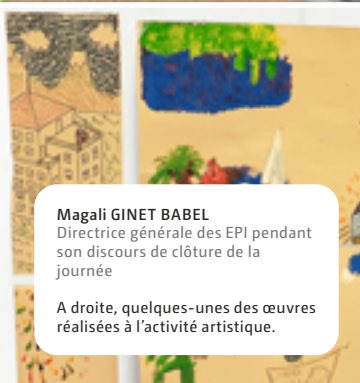 Magali GINET BABEL
Directrice générale des EPI pendant
son discours de clôture de la
journée
A droite, quelques-unes des œuvres
réalisées à l'activité artistique.